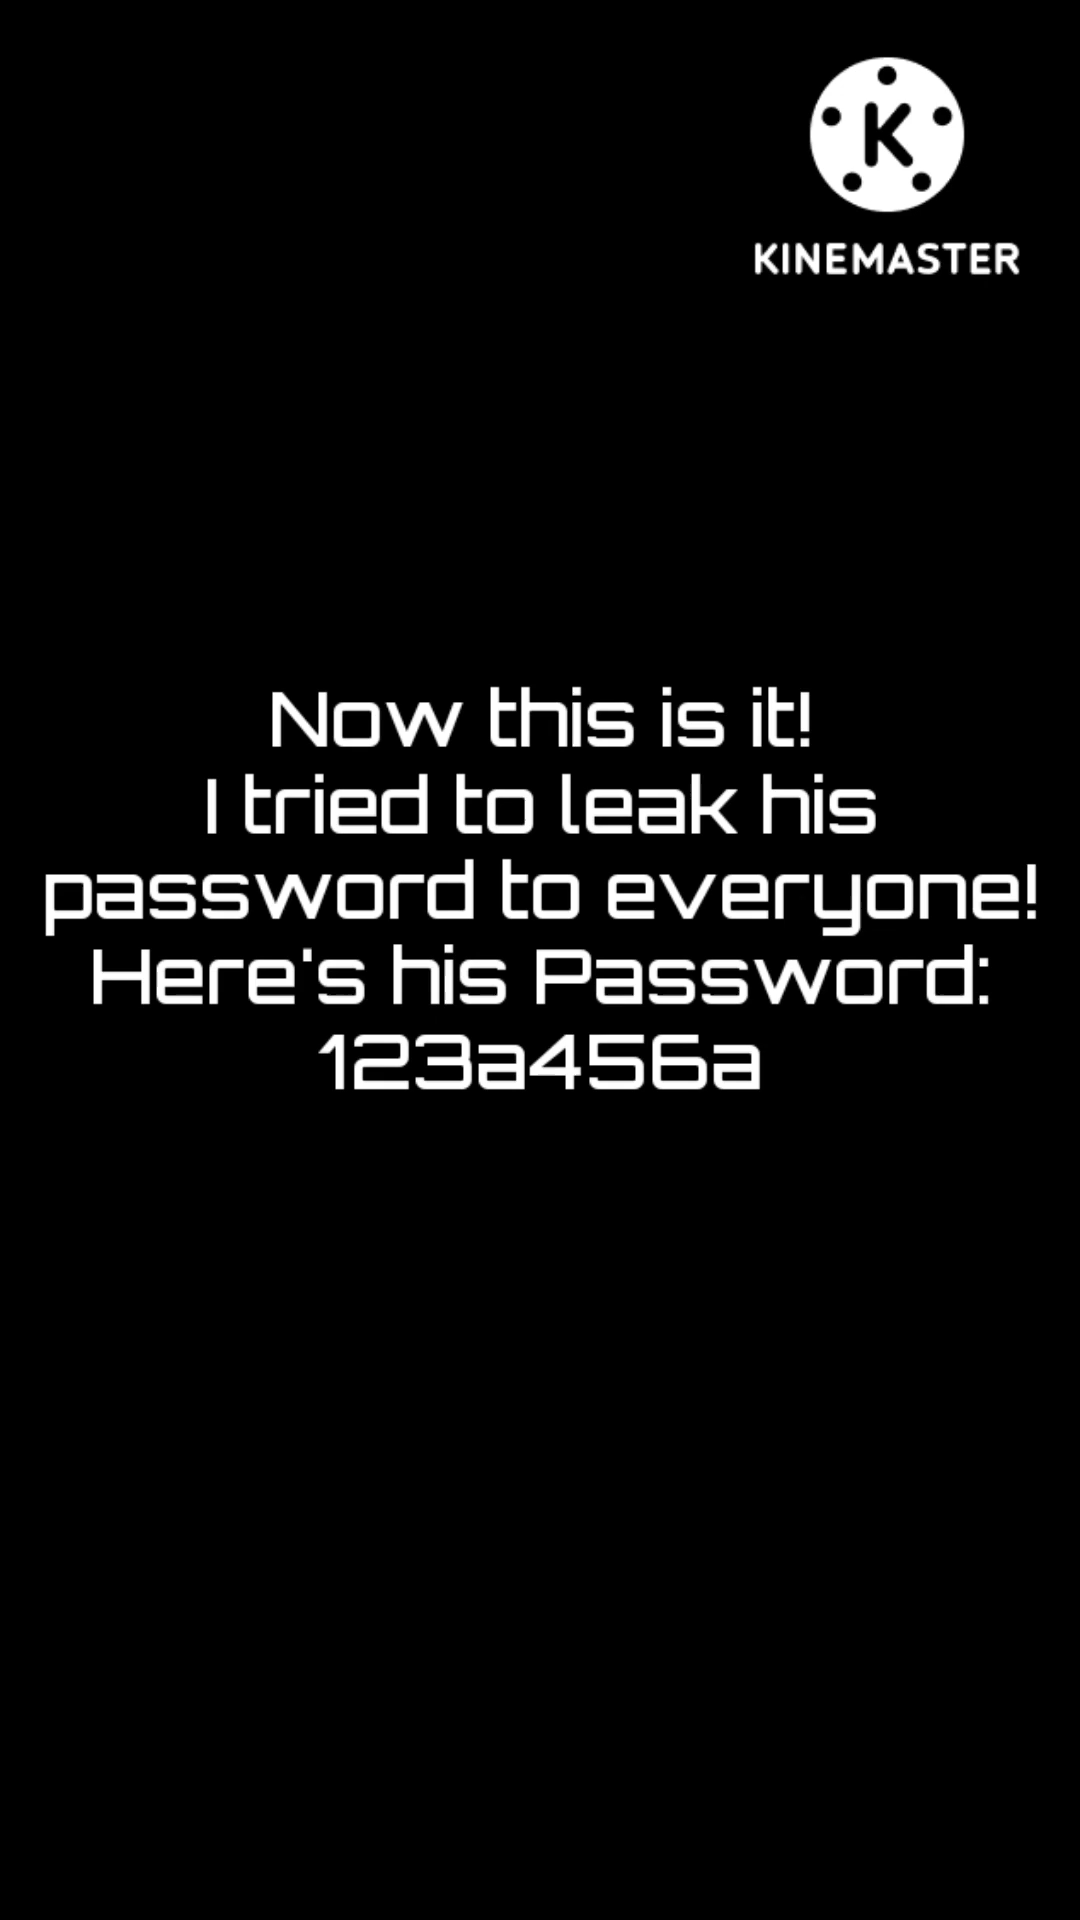 K
KINEMASTER
Now this is it!
I tried to leak his
password to everyone!
Here's his Password:
123a456a